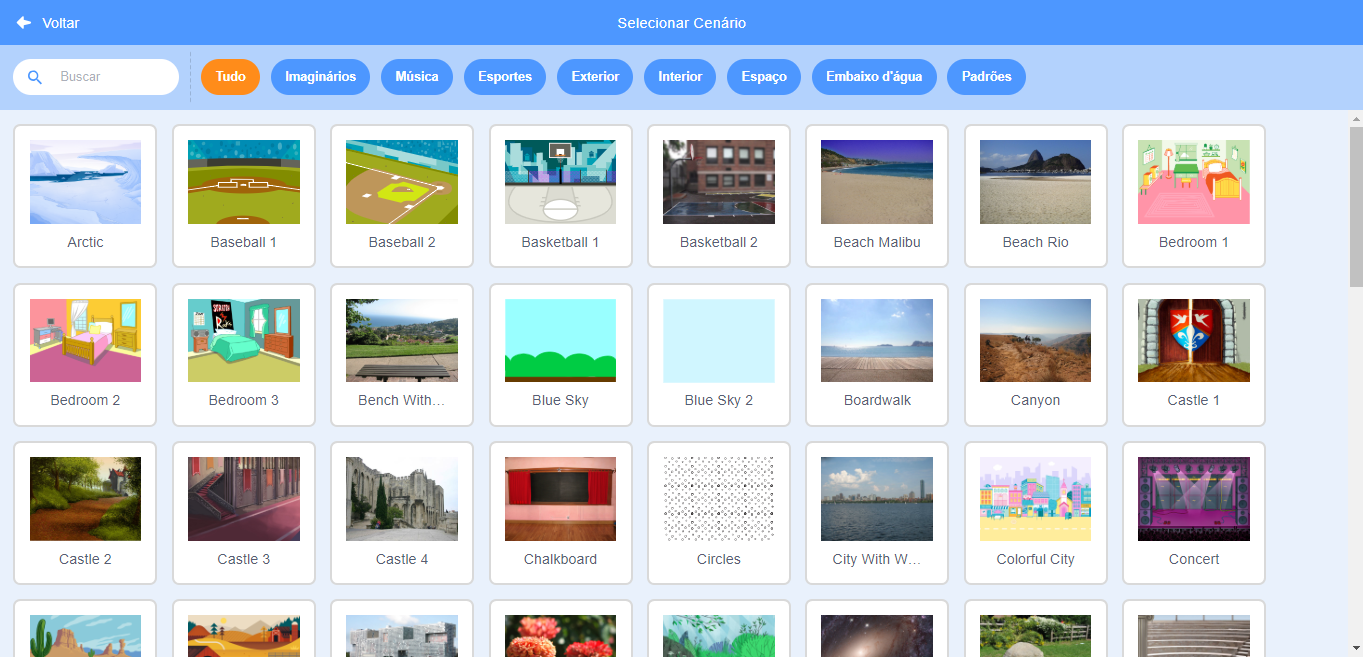 Voltar
Selecionar Cenário
Buscar
Tudo
Imaginários
Música
Esportes
Exterior
Interior
Espaço
Embaixo d'água
Padrões
Arctic
Baseball 1
Baseball 2
Basketball 1
Basketball 2
Beach Malibu
Beach Rio
Bedroom 1
Bedroom 2
Bedroom 3
Bench With...
Blue Sky
Blue Sky 2
Boardwalk
Canyon
Castle 1
Castle 2
Castle 3
Castle 4
Chalkboard
Circles
City With W...
Colorful City
Concert